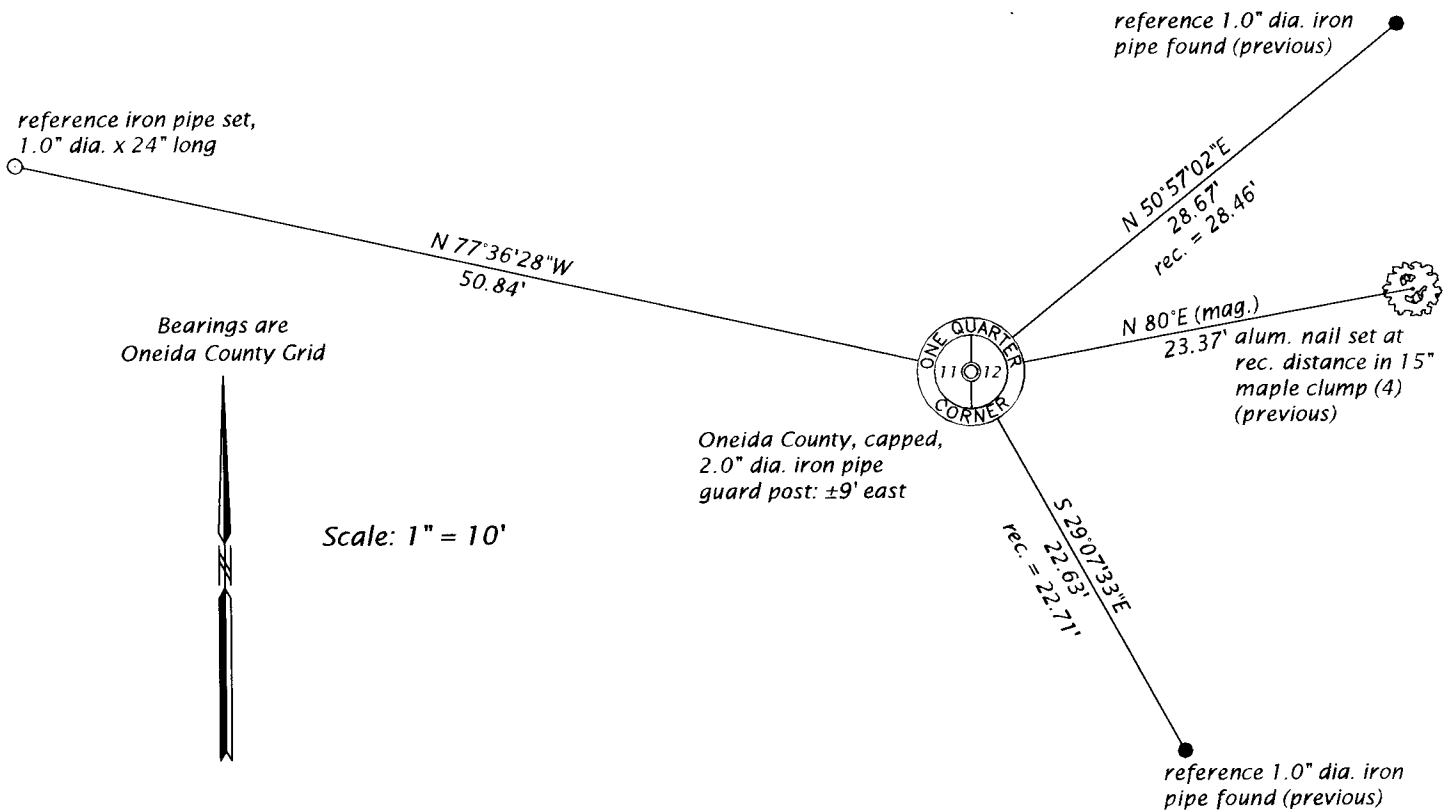 reference 1.0" dia. iron
pipe found (previous)
reference iron pipe set,
1.0" dia. x 24" long
N 50°57'02"E
28.67'
rec. = 28.46'
N 77°36'28"W
50.84'
N 80°E (mag.)
23.37' alum. nail set at
rec. distance in 15"
maple clump (4)
(previous)
Bearings are
Oneida County Grid
ONE QUARTER
11 12
CORNER
Oneida County, capped,
2.0" dia. iron pipe
guard post: ±9' east
N
Scale: 1" = 10'
S 29°07'33"E
22.63'
rec. = 22.71'
reference 1.0" dia. iron
pipe found (previous)